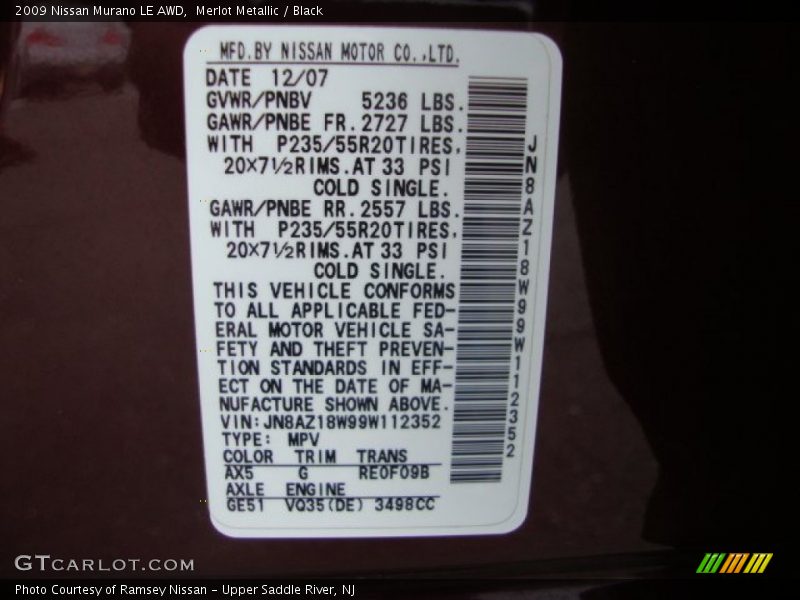 2009 Nissan Murano LE AWD,  Merlot Metallic / Black
MFD.BY NISSAN MOTOR CO.,LTD.
DATE 12/07
GVWR/PNBV 5236 LBS.
GAWR/PNBE FR.2727 LBS.
WITH P235/55R20TIRES.
20×7½RIMS.AT 33 PSI
COLD SINGLE.
GAWR/PNBE RR.2557 LBS.
WITH P235/55R20TIRES.
20×7½RIMS.AT 33 PSI
COLD SINGLE.
THIS VEHICLE CONFORMS
TO ALL APPLICABLE FED-
ERAL MOTOR VEHICLE SA-
FETY AND THEFT PREVEN-
TION STANDARDS IN EFF-
ECT ON THE DATE OF MA-
NUFACTURE SHOWN ABOVE.
VIN:JN8AZ18W99W112352
TYPE: MPV
COLOR TRIM TRANS
AX5 G RE0F09B
AXLE ENGINE
GE51 VQ35(DE) 3498CC
JN8AZ18W99W112352
GTCARLOT.COM
Photo Courtesy of Ramsey Nissan - Upper Saddle River, NJ